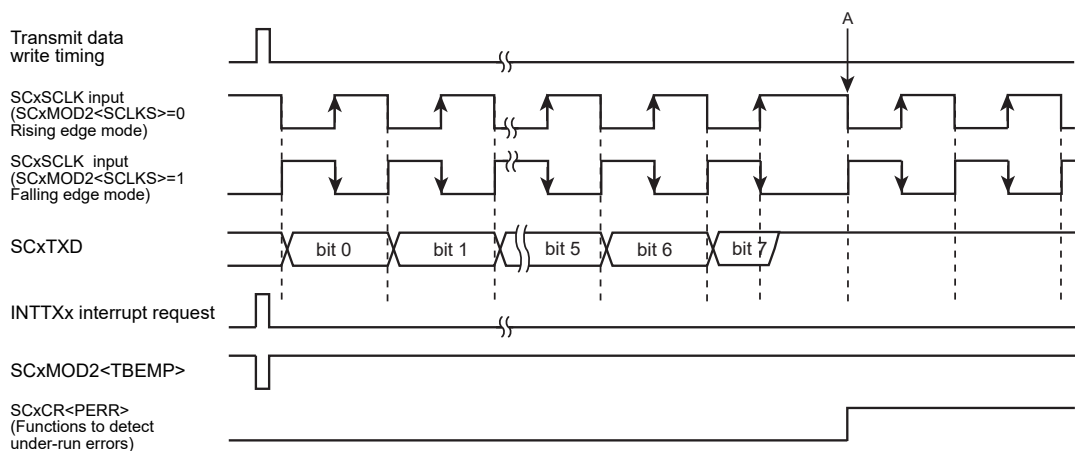 Transmit data
write timing
A
SCxSCLK input
(SCxMOD2<SCLKS>=0
Rising edge mode)
SCxSCLK input
(SCxMOD2<SCLKS>=1
Falling edge mode)
SCxTXD
bit 0
bit 1
bit 5
bit 6
bit 7
INTTXx interrupt request
SCxMOD2<TBEMP>
SCxCR<PERR>
(Functions to detect
under-run errors)